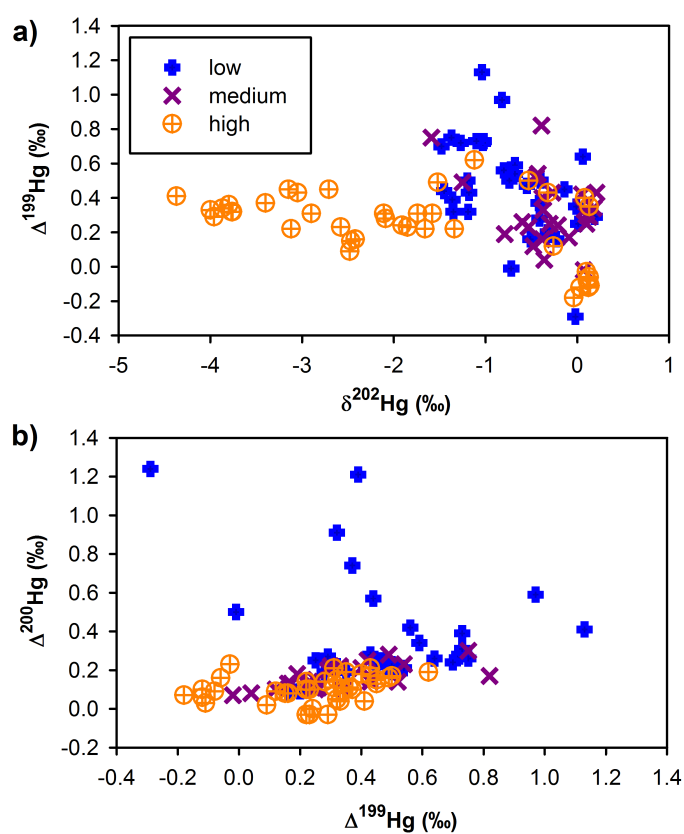 a)
1.4
1.2
1.0
0.8
0.6
0.4
0.2
0.0
-0.2
-0.4
Δ¹⁹⁹Hg (‰)
low
medium
high
-5 -4 -3 -2 -1 0 1
δ²⁰²Hg (‰)
b)
1.4
1.2
1.0
0.8
0.6
0.4
0.2
0.0
-0.2
Δ²⁰⁰Hg (‰)
-0.4 -0.2 0.0 0.2 0.4 0.6 0.8 1.0 1.2 1.4
Δ¹⁹⁹Hg (‰)